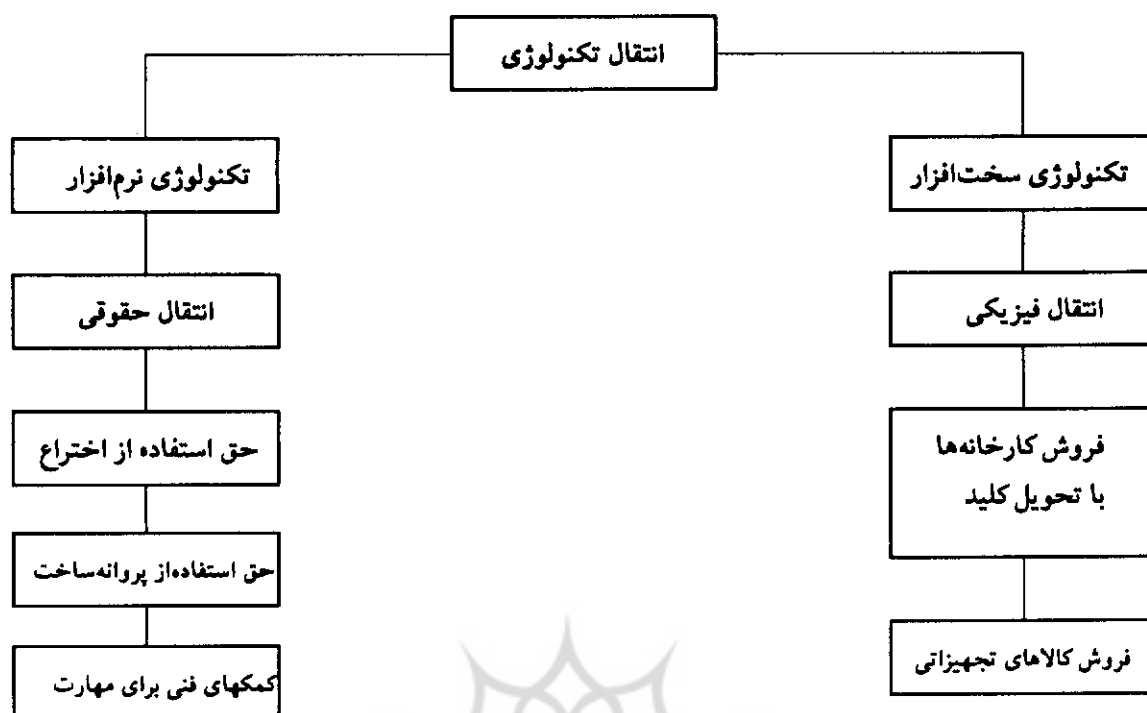 انتقال تکنولوژی
تکنولوژی سخت‌افزار
انتقال فیزیکی
فروش کارخانه‌ها
با تحویل کلید
فروش کالاهای تجهیزاتی
تکنولوژی نرم‌افزار
انتقال حقوقی
حق استفاده از اختراع
حق استفاده از پروانه ساخت
کمکهای فنی برای مهارت